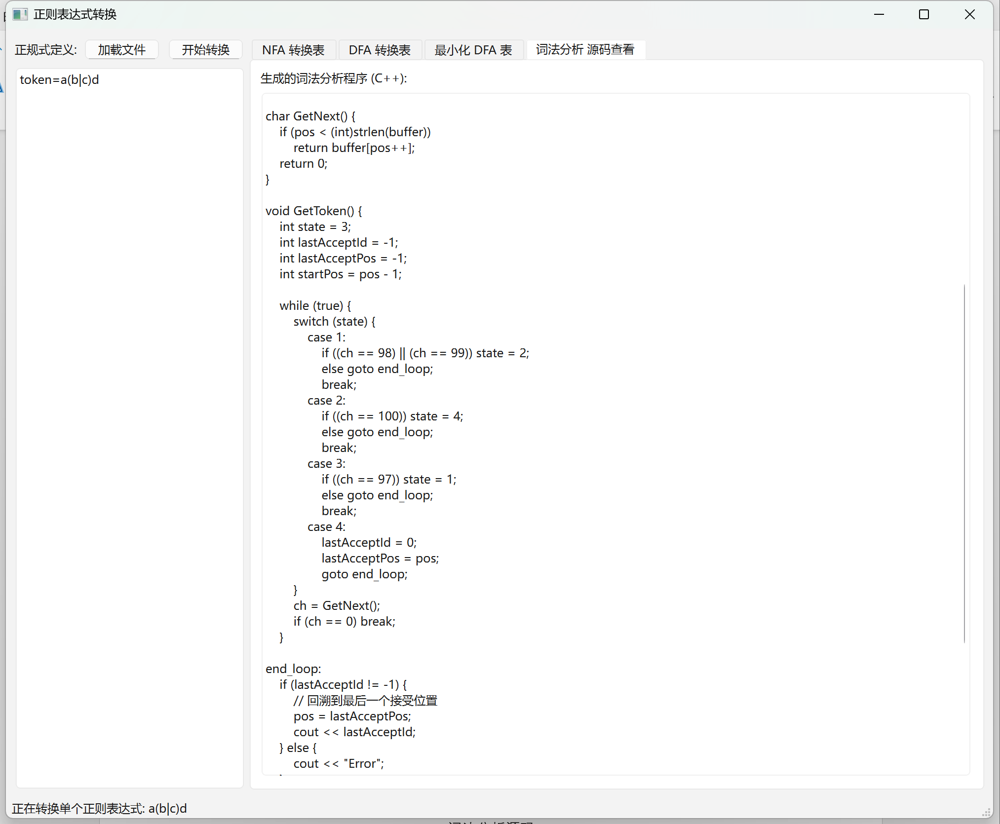 正则表达式转换
正规式定义: 加载文件 开始转换
NFA 转换表 DFA 转换表 最小化 DFA 表 词法分析 源码查看
token=a(b|c)d
生成的词法分析程序 (C++):
char GetNext() {
if (pos < (int)strlen(buffer))
return buffer[pos++];
return 0;
}
void GetToken() {
int state = 3;
int lastAcceptId = -1;
int lastAcceptPos = -1;
int startPos = pos - 1;
while (true) {
switch (state) {
case 1:
if ((ch == 98) || (ch == 99)) state = 2;
else goto end_loop;
break;
case 2:
if ((ch == 100)) state = 4;
else goto end_loop;
break;
case 3:
if ((ch == 97)) state = 1;
else goto end_loop;
break;
case 4:
lastAcceptId = 0;
lastAcceptPos = pos;
goto end_loop;
}
ch = GetNext();
if (ch == 0) break;
}
end_loop:
if (lastAcceptId != -1) {
// 回溯到最后一个接受位置
pos = lastAcceptPos;
cout << lastAcceptId;
} else {
cout << "Error";
正在转换单个正则表达式: a(b|c)d